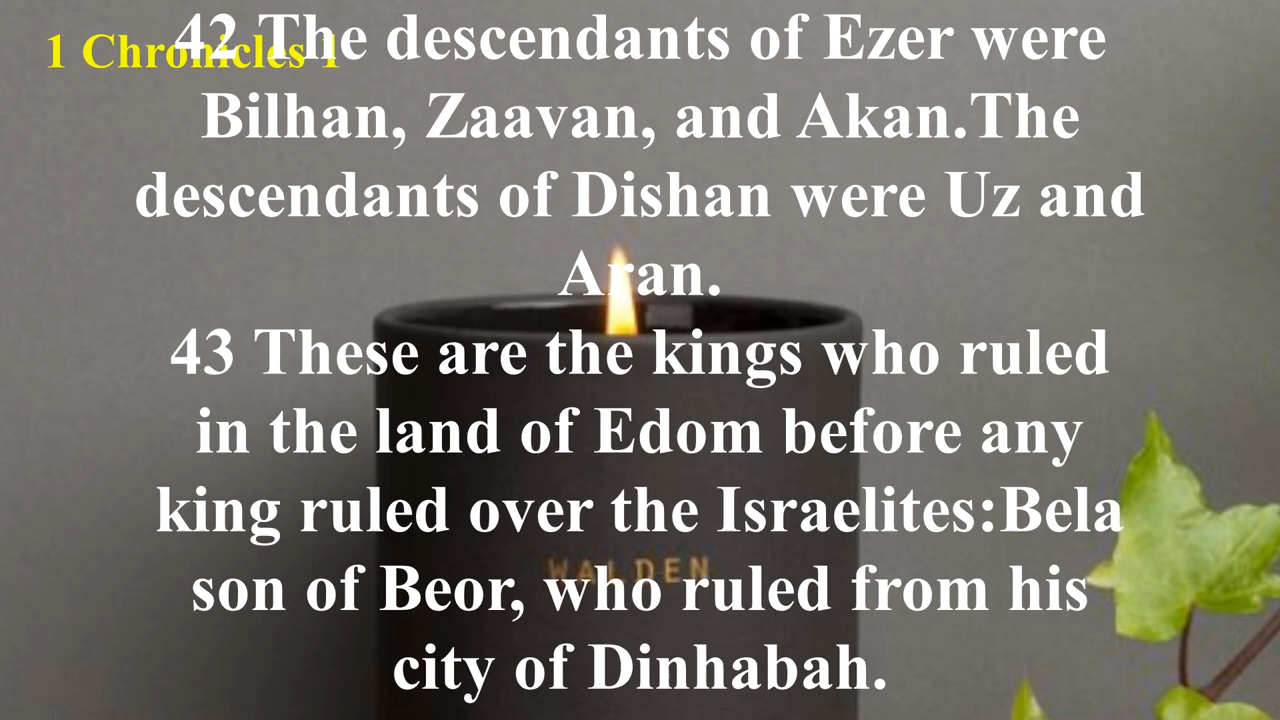 1 Chronicles 1
42 The descendants of Ezer were
Bilhan, Zaavan, and Akan.The
descendants of Dishan were Uz and
Aran.
43 These are the kings who ruled
in the land of Edom before any
king ruled over the Israelites:Bela
WALDEN
son of Beor, who ruled from his
city of Dinhabah.